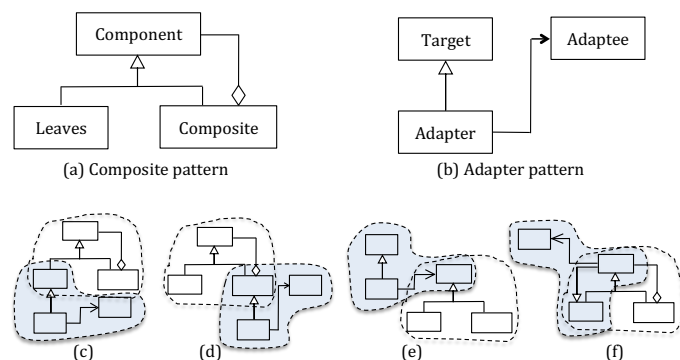 Component
Target
Adaptee
Leaves
Composite
Adapter
(a) Composite pattern
(b) Adapter pattern
(c)
(d)
(e)
(f)